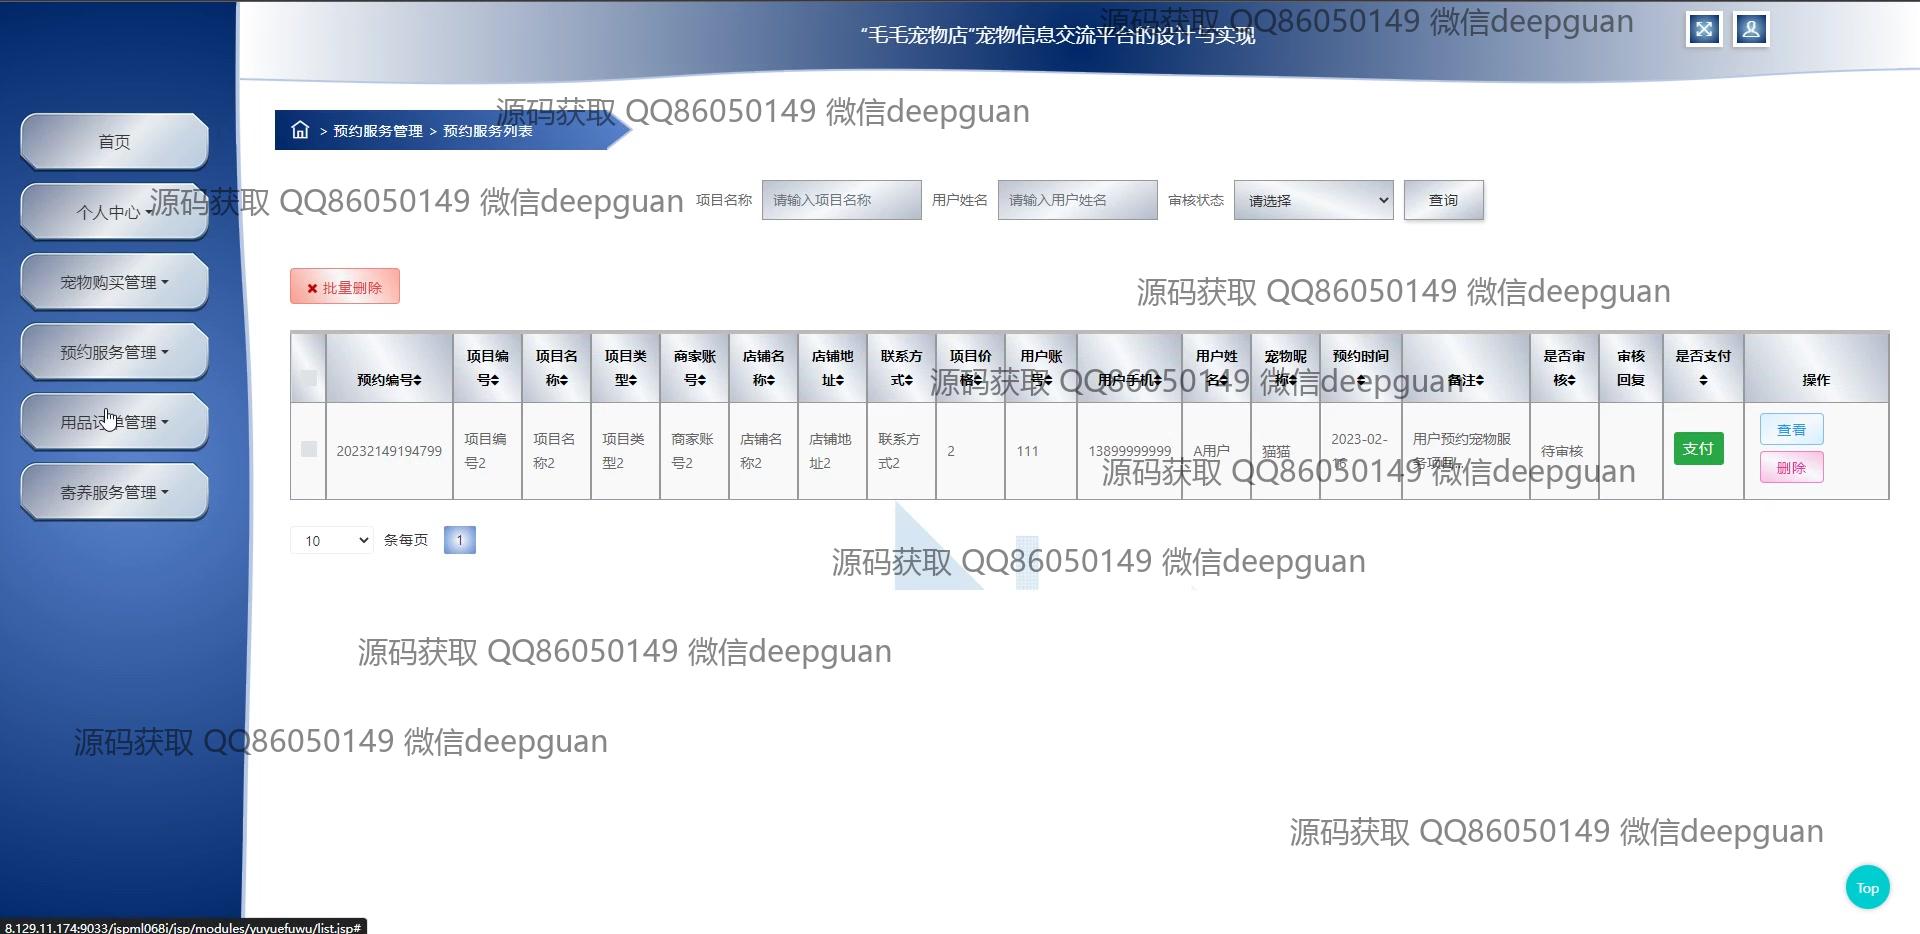 “毛毛宠物店”宠物信息交流平台的设计与实现
源码获取 QQ86050149 微信deepguan
源码获取 QQ86050149 微信deepguan
> 预约服务管理 > 预约服务列表
首页
个人中心
宠物购买管理
预约服务管理
用品订单管理
寄养服务管理
源码获取 QQ86050149 微信deepguan
项目名称 请输入项目名称 用户姓名 请输入用户姓名 审核状态 请选择 查询
批量删除
源码获取 QQ86050149 微信deepguan
预约编号 项目编号 项目名称 项目类型 商家账号 店铺名称 店铺地址 联系方式 项目价格 用户账号 用户手机 用户姓名 宠物昵称 预约时间 备注 是否审核 审核回复 是否支付 操作
源码获取 QQ86050149 微信deepguan
20232149194799 项目编号2 项目名称2 项目类型2 商家账号2 店铺名称2 店铺地址2 联系方式2 2 111 13899999999 A用户 猫猫 2023-02- 用户预约宠物服务项目... 待审核 支付 查看
删除
源码获取 QQ86050149 微信deepguan
10 条每页 1
源码获取 QQ86050149 微信deepguan
源码获取 QQ86050149 微信deepguan
源码获取 QQ86050149 微信deepguan
源码获取 QQ86050149 微信deepguan
Top
8.129.11.174:9033/jspml068i/jsp/modules/yuyuefuwu/list.jsp#